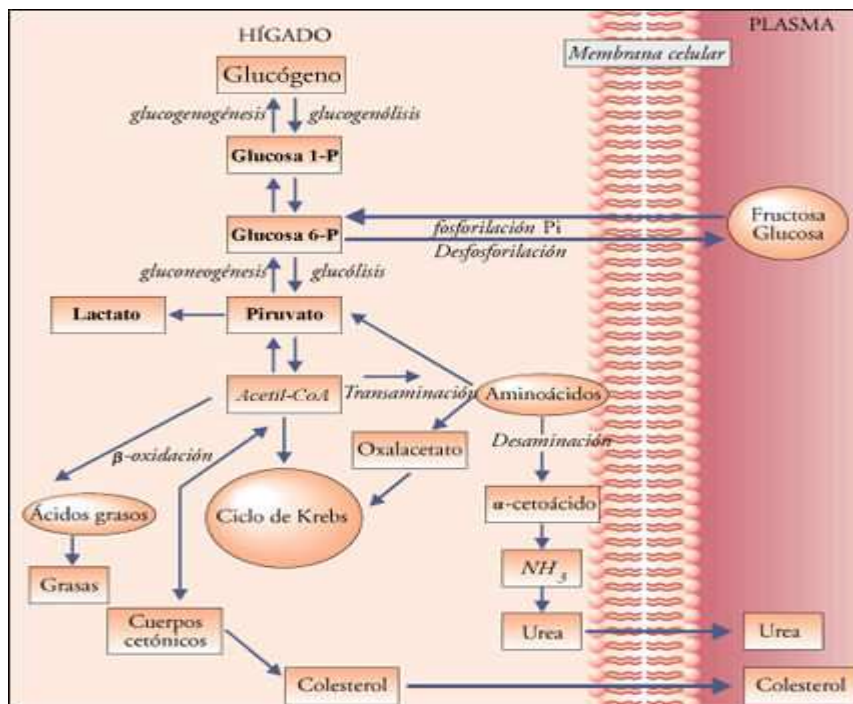 HÍGADO
PLASMA
Membrana celular
Glucógeno
glucogenogénesis
glucogenólisis
Glucosa 1-P
Glucosa 6-P
fosforilación Pi
Desfosforilación
Fructosa
Glucosa
gluconeogénesis
glucólisis
Lactato
Piruvato
Acetil-CoA
Transaminación
Aminoácidos
β-oxidación
Oxalacetato
Desaminación
Ácidos grasos
Ciclo de Krebs
α-cetoácido
Grasas
NH3
Cuerpos
cetónicos
Urea
Urea
Colesterol
Colesterol